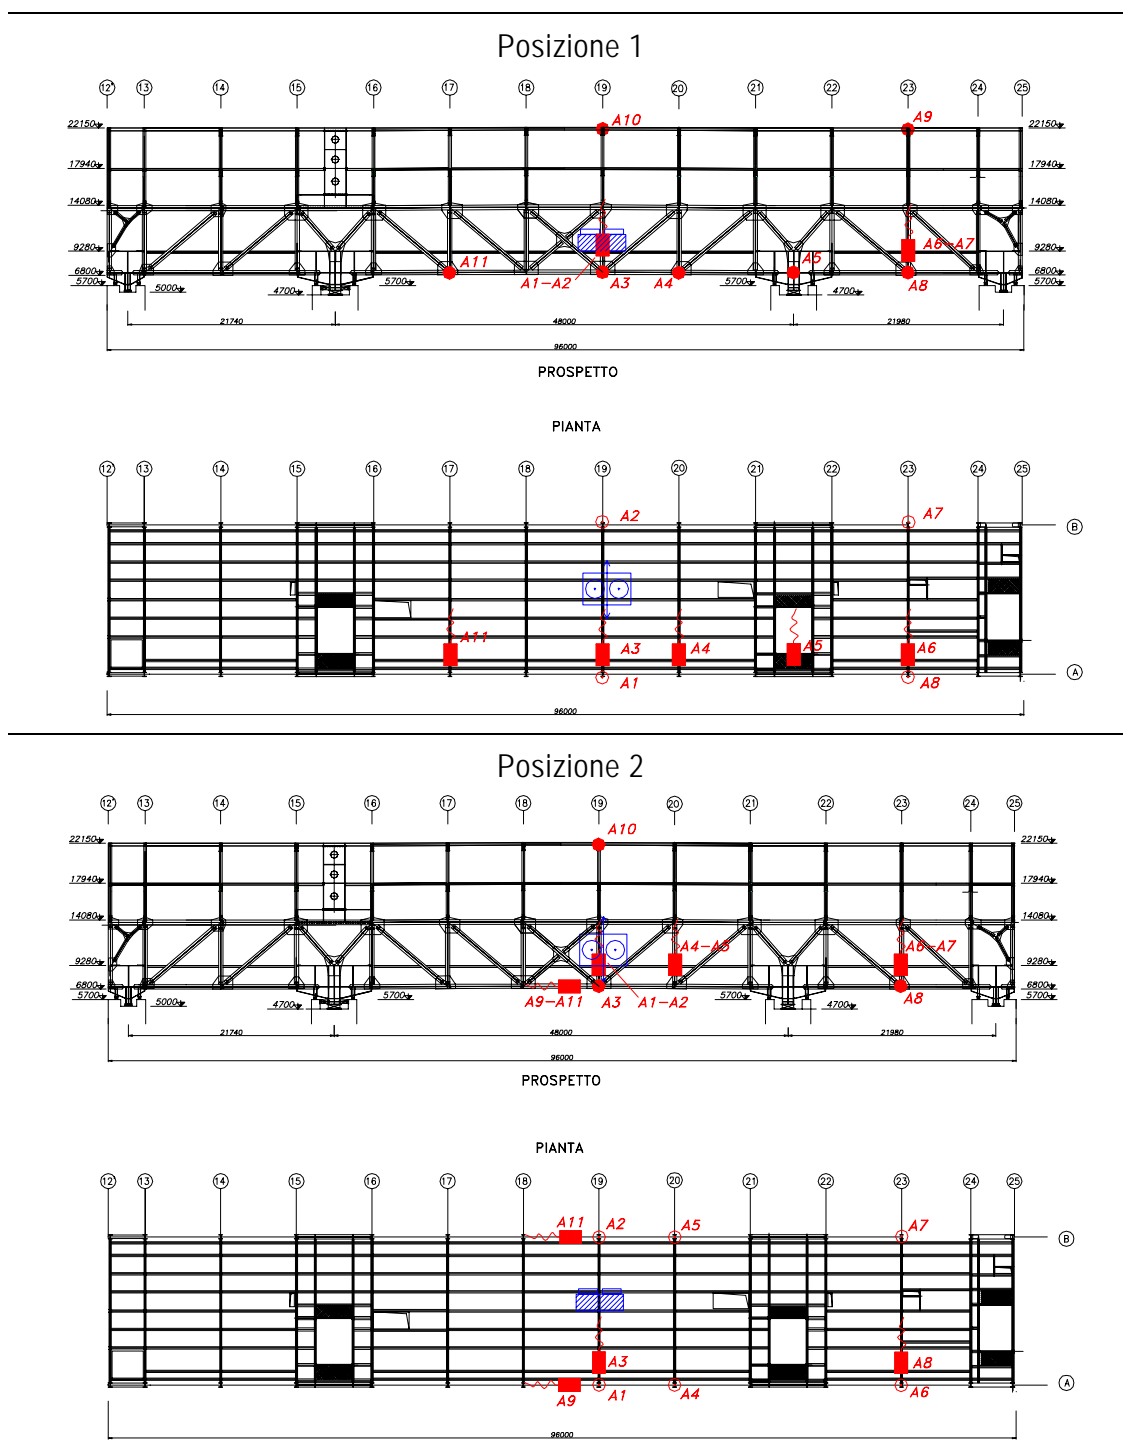 Posizione 1
12' 13 14 15 16 17 18 19 20 21 22 23 24 25
A10 A9
22150 22150
17940 17940
14080 14080
9280 A6-A7 9280
6800 A11 A1-A2 A3 A4 A5 A8 6800
5700 5000 4700 5700 4700 5700
21740 48000 21980
96000
PROSPETTO
PIANTA
12' 13 14 15 16 17 18 19 20 21 22 23 24 25
A2 A7 B
A11 A3 A4 A5 A6
A1 A8 A
96000
Posizione 2
12' 13 14 15 16 17 18 19 20 21 22 23 24 25
A10
22150 22150
17940 17940
14080 14080
A4-A5 A6-A7
9280 9280
6800 A9-A11 A3 A1-A2 A8 6800
5700 5000 4700 5700 4700 5700
21740 48000 21980
96000
PROSPETTO
PIANTA
12' 13 14 15 16 17 18 19 20 21 22 23 24 25
A11 A2 A5 A7 B
A3 A8
A9 A1 A4 A6 A
96000